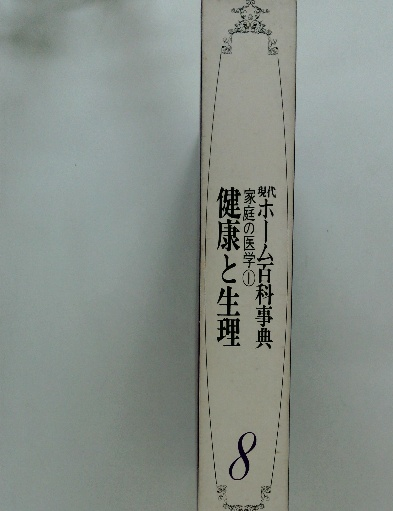 現代ホーム百科事典
家庭の医学①
健康と生理
8